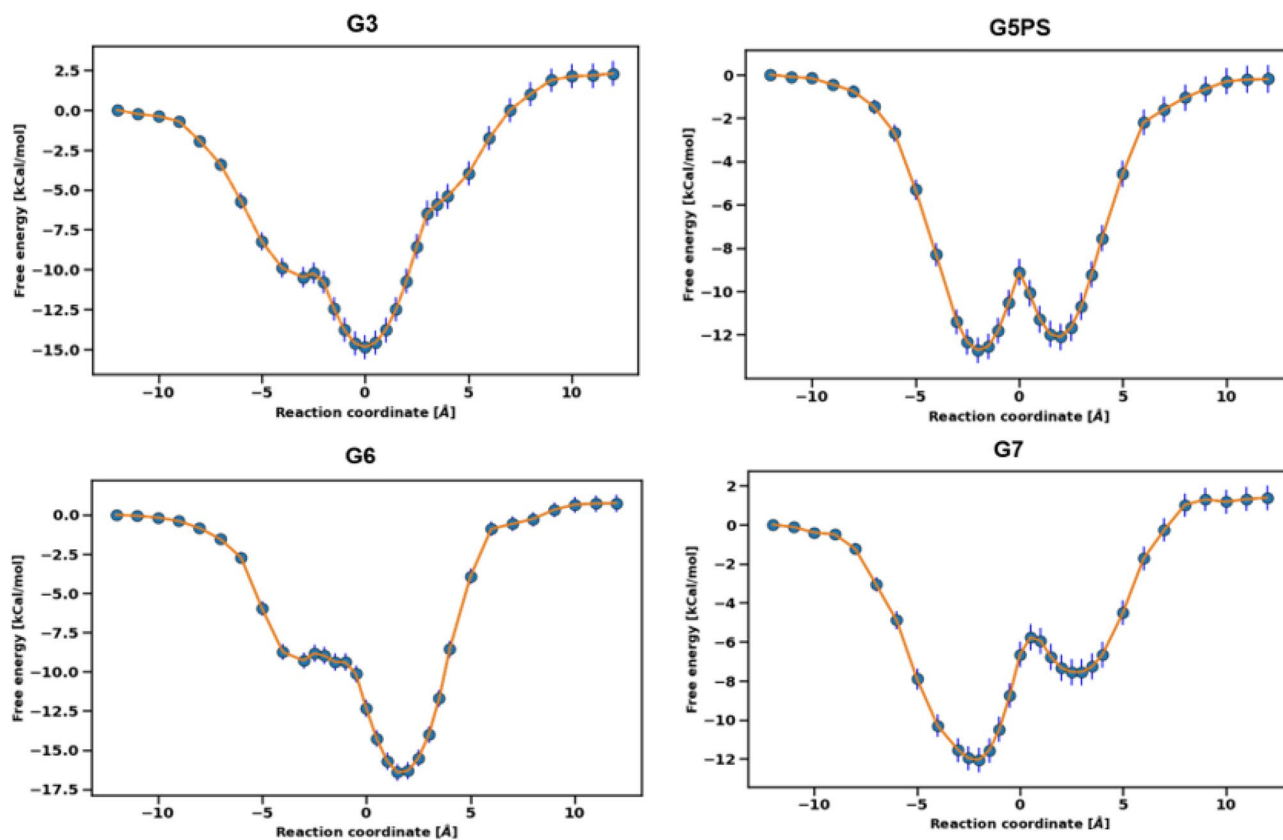 G3
Free energy [kCal/mol]
2.5
0.0
−2.5
−5.0
−7.5
−10.0
−12.5
−15.0
−10 −5 0 5 10
Reaction coordinate [Å]
G5PS
Free energy [kCal/mol]
0
−2
−4
−6
−8
−10
−12
−10 −5 0 5 10
Reaction coordinate [Å]
G6
Free energy [kCal/mol]
0.0
−2.5
−5.0
−7.5
−10.0
−12.5
−15.0
−17.5
−10 −5 0 5 10
Reaction coordinate [Å]
G7
Free energy [kCal/mol]
2
0
−2
−4
−6
−8
−10
−12
−10 −5 0 5 10
Reaction coordinate [Å]